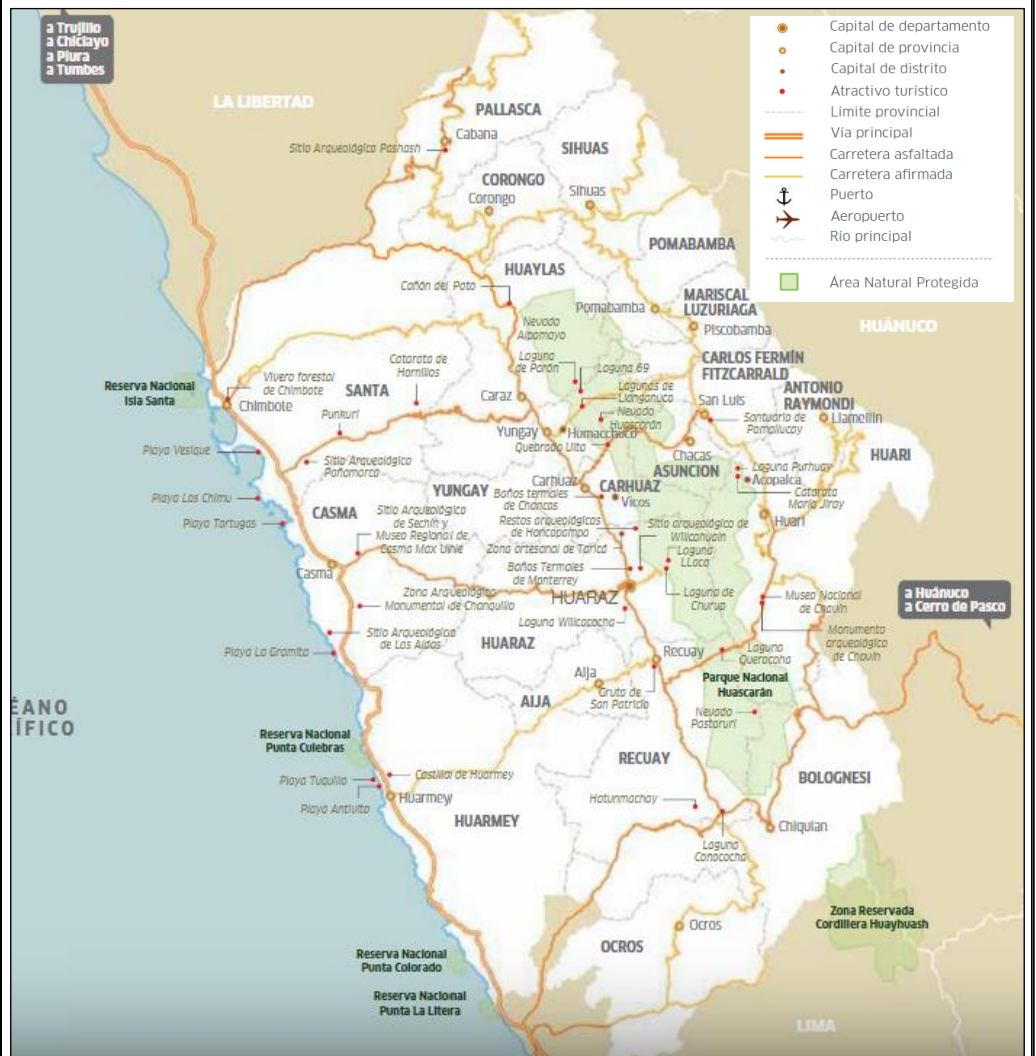 a Trujillo
a Chiclayo
a Piura
a Tumbes
LA LIBERTAD
Capital de departamento
Capital de provincia
Capital de distrito
Atractivo turístico
Límite provincial
Vía principal
Carretera asfaltada
Carretera afirmada
Puerto
Aeropuerto
Río principal
Área Natural Protegida
PALLASCA
Cabana
Sitio Arqueológico Pashash
SIHUAS
CORONGO
Sihuas
Corongo
POMABAMBA
HUAYLAS
Cañón del Pato
Pomabamba
MARISCAL
LUZURIAGA
Piscobamba
HUÁNUCO
Nevado
Alpamayo
Laguna
de Parón
Laguna 69
CARLOS FERMÍN
FITZCARRALD
Catarata de
Hornillos
Vivero forestal
de Chimbote
SANTA
Reserva Nacional
Isla Santa
Chimbote
Punkurí
Caraz
Lagunas de
Llanganuco
Nevado
Huascarán
San Luis
ANTONIO
RAYMONDI
Llamellín
Santuario de
Pomallucay
Yungay
Humacchuco
Quebrada Ulta
Chacas
HUARI
Playa Vesique
Sitio Arqueológico
Pañamarca
ASUNCION
Laguna Purhuay
Acopalca
Catarata
María Jiray
Carhuaz
CARHUAZ
Vicos
YUNGAY
Baños termales
de Chancos
Playa Los Chimu
Playa Tortugas
CASMA
Sitio Arqueológico
de Sechín y
Museo Regional de
Casma Max Uhle
Restos arqueológicos
de Honcopampa
Sitio arqueológico de
Willcahuaín
Huari
Zona artesanal de Taricá
Laguna
LLaca
Casma
Baños Termales
de Monterrey
HUARAZ
Zona Arqueológica
Monumental de Chanquillo
Laguna de
Churup
Museo Nacional
de Chavín
a Huánuco
a Cerro de Pasco
Laguna Willcacocha
Monumento
arqueológico
de Chavín
Sitio Arqueológico
de Las Aldas
Playa La Gramita
HUARAZ
Recuay
Laguna
Querococha
Aija
Gruta de
San Patricio
Parque Nacional
Huascarán
AIJA
Nevado
Pastoruri
ÉANO
ÍFICO
Reserva Nacional
Punta Culebras
RECUAY
BOLOGNESI
Playa Tuquillo
Castillal de Huarmey
Playa Antivito
Huarmey
HUARMEY
Hatunmachay
Chiquian
Laguna
Conococha
Zona Reservada
Cordillera Huayhuash
Ocros
OCROS
Reserva Nacional
Punta Colorado
Reserva Nacional
Punta La Litera
LIMA